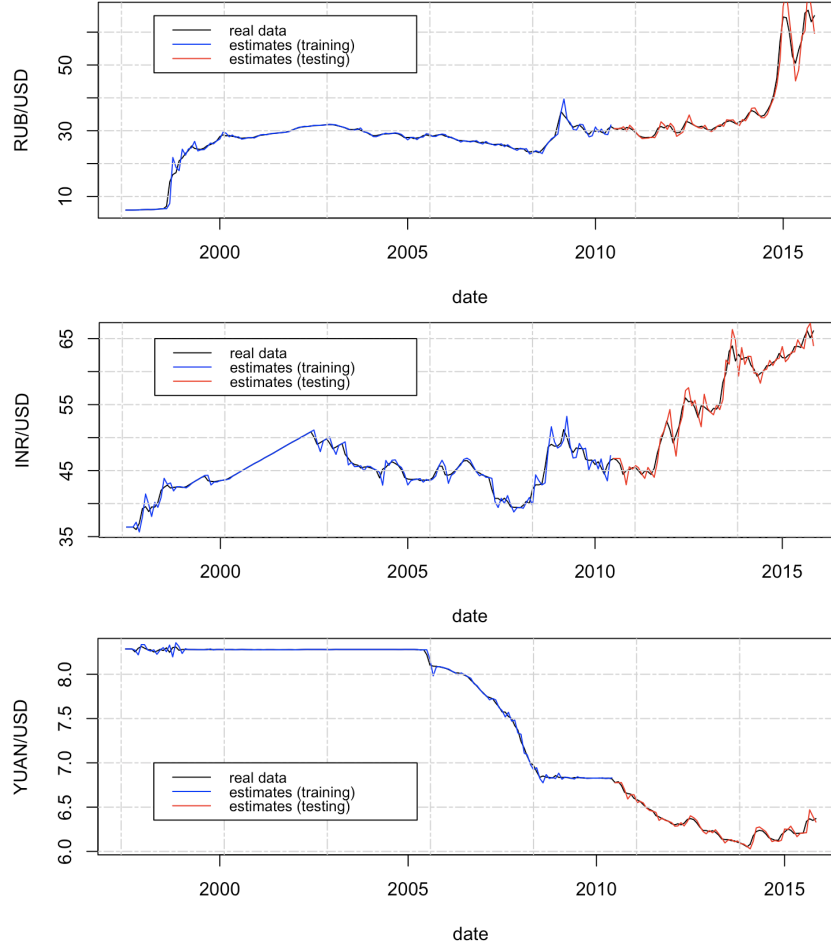 RUB/USD
50
30
10
real data
estimates (training)
estimates (testing)
2000
2005
2010
2015
date
INR/USD
65
55
45
35
real data
estimates (training)
estimates (testing)
2000
2005
2010
2015
date
YUAN/USD
8.0
7.5
7.0
6.5
6.0
real data
estimates (training)
estimates (testing)
2000
2005
2010
2015
date